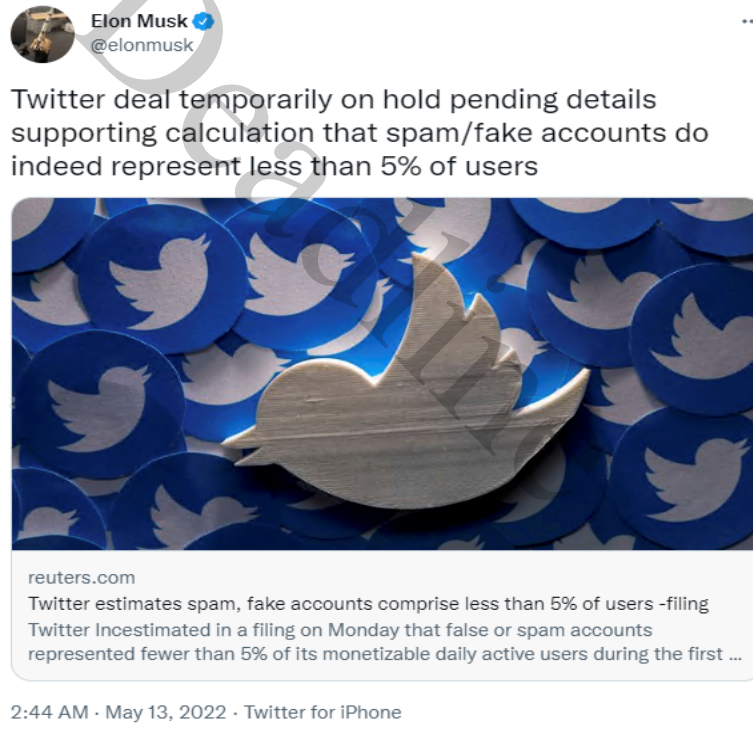 Elon Musk
@elonmusk
Twitter deal temporarily on hold pending details
supporting calculation that spam/fake accounts do
indeed represent less than 5% of users
Deadline
reuters.com
Twitter estimates spam, fake accounts comprise less than 5% of users -filing
Twitter Incestimated in a filing on Monday that false or spam accounts
represented fewer than 5% of its monetizable daily active users during the first ...
2:44 AM · May 13, 2022 · Twitter for iPhone